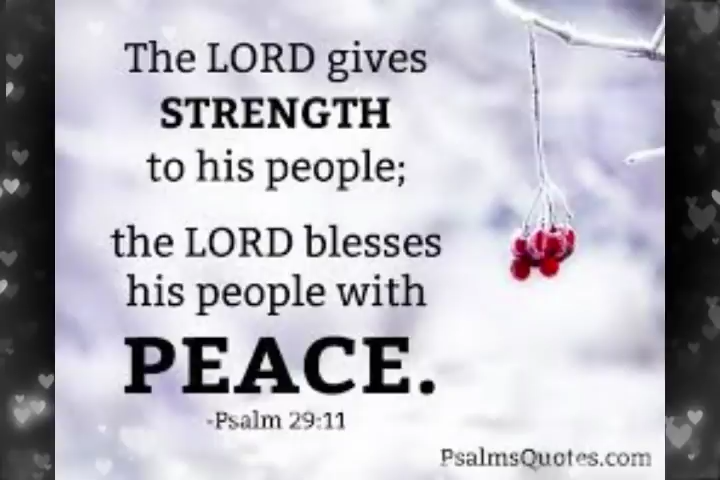 The LORD gives
STRENGTH
to his people;
the LORD blesses
his people with
PEACE.
-Psalm 29:11
PsalmsQuotes.com